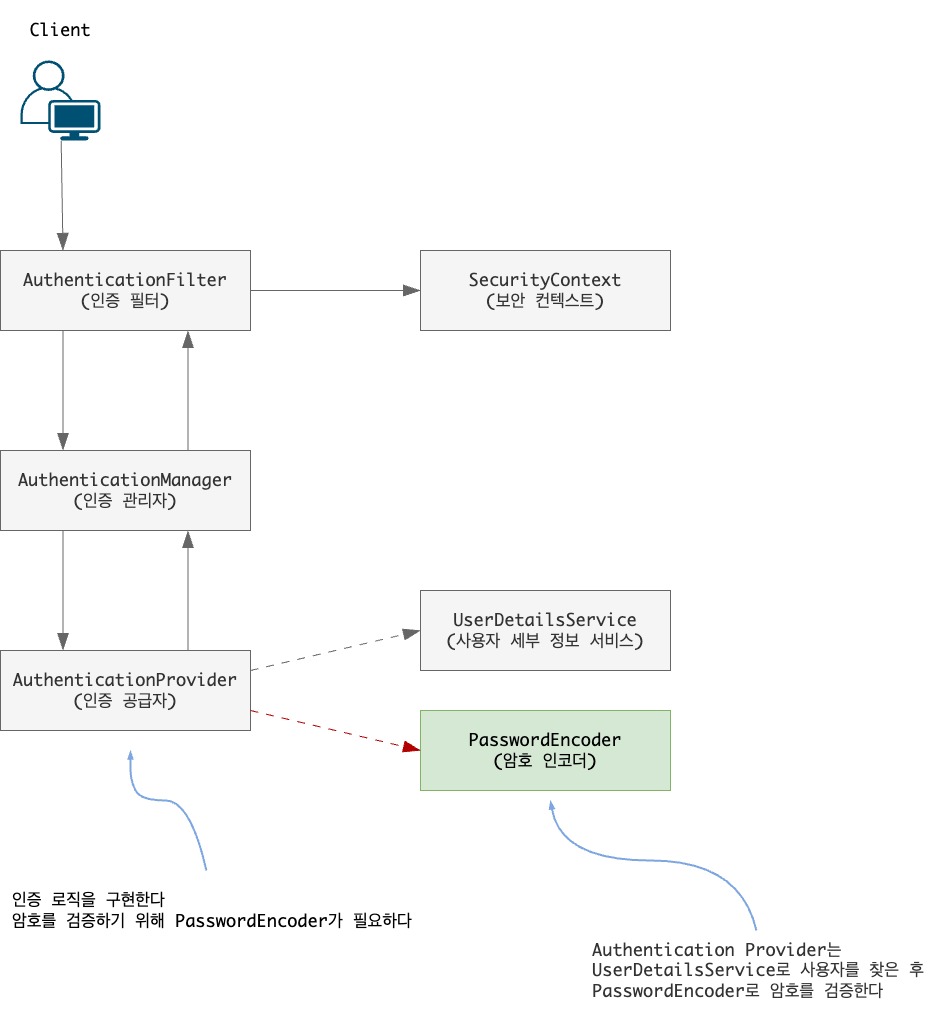 Client
AuthenticationFilter
(인증 필터)
SecurityContext
(보안 컨텍스트)
AuthenticationManager
(인증 관리자)
UserDetailsService
(사용자 세부 정보 서비스)
AuthenticationProvider
(인증 공급자)
PasswordEncoder
(암호 인코더)
인증 로직을 구현한다
암호를 검증하기 위해 PasswordEncoder가 필요하다
Authentication Provider는
UserDetailsService로 사용자를 찾은 후
PasswordEncoder로 암호를 검증한다